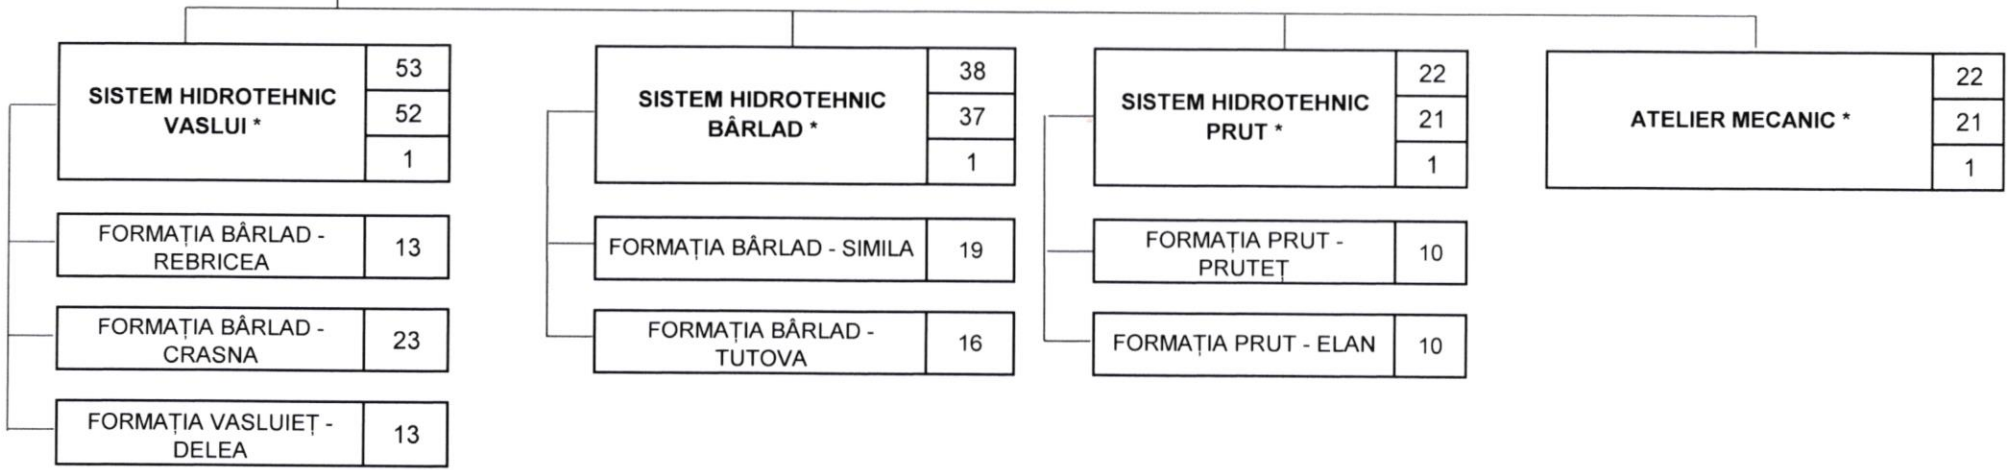 SISTEM HIDROTEHNIC
VASLUI *
53
52
1
FORMAȚIA BÂRLAD -
REBRICEA
13
FORMAȚIA BÂRLAD -
CRASNA
23
FORMAȚIA VASLUIEȚ -
DELEA
13
SISTEM HIDROTEHNIC
BÂRLAD *
38
37
1
FORMAȚIA BÂRLAD - SIMILA
19
FORMAȚIA BÂRLAD -
TUTOVA
16
SISTEM HIDROTEHNIC
PRUT *
22
21
1
FORMAȚIA PRUT -
PRUTEȚ
10
FORMAȚIA PRUT - ELAN
10
ATELIER MECANIC *
22
21
1